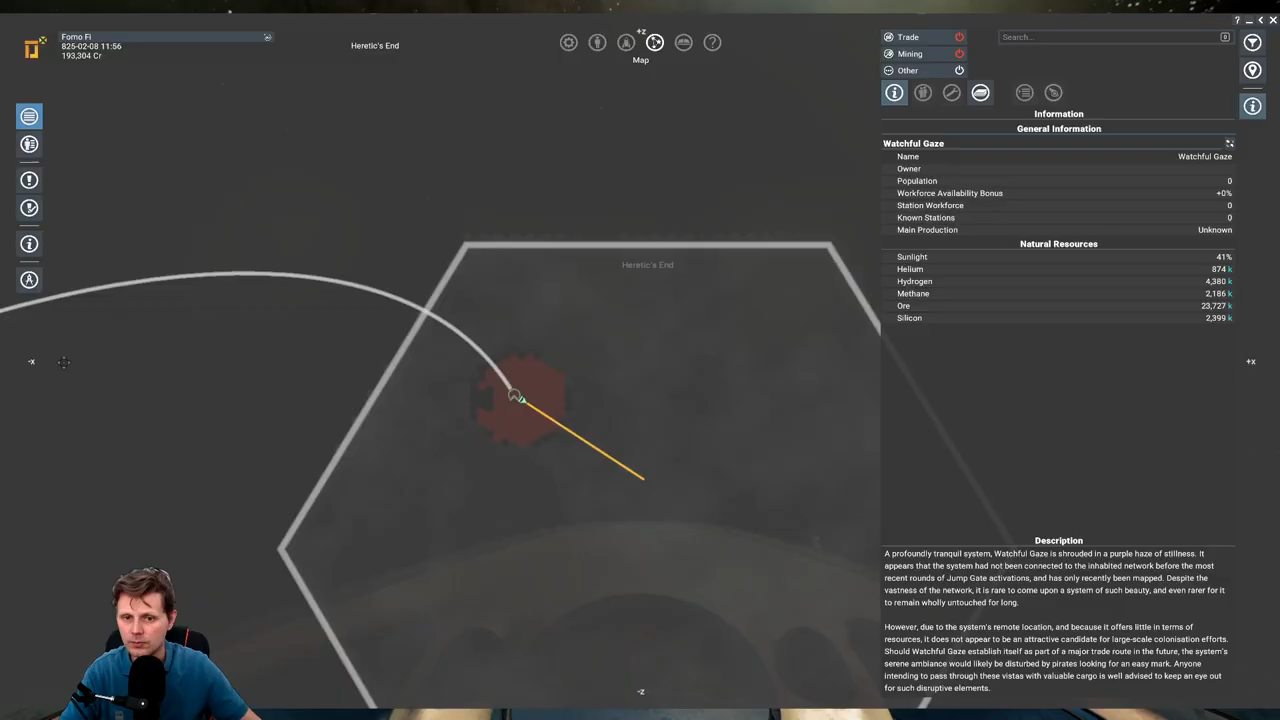 Fomo Fi
825-02-08 11:56
193,304 Cr
Heretic's End
+z
Map
Trade
Mining
Other
Search...
Information
General Information
Watchful Gaze
Name Watchful Gaze
Owner
Population 0
Workforce Availability Bonus +0%
Station Workforce 0
Known Stations 0
Main Production Unknown
Natural Resources
Sunlight 41%
Helium 874 k
Hydrogen 4,380 k
Methane 2,186 k
Ore 23,727 k
Silicon 2,399 k
Heretic's End
-x
+x
-z
Description
A profoundly tranquil system, Watchful Gaze is shrouded in a purple haze of stillness. It
appears that the system had not been connected to the inhabited network before the most
recent rounds of Jump Gate activations, and has only recently been mapped. Despite the
vastness of the network, it is rare to come upon a system of such beauty, and even rarer for it
to remain wholly untouched for long.
However, due to the system's remote location, and because it offers little in terms of
resources, it does not appear to be an attractive candidate for large-scale colonisation efforts.
Should Watchful Gaze establish itself as part of a major trade route in the future, the system's
serene ambiance would likely be disturbed by pirates looking for an easy mark. Anyone
intending to pass through these vistas with valuable cargo is well advised to keep an eye out
for such disruptive elements.